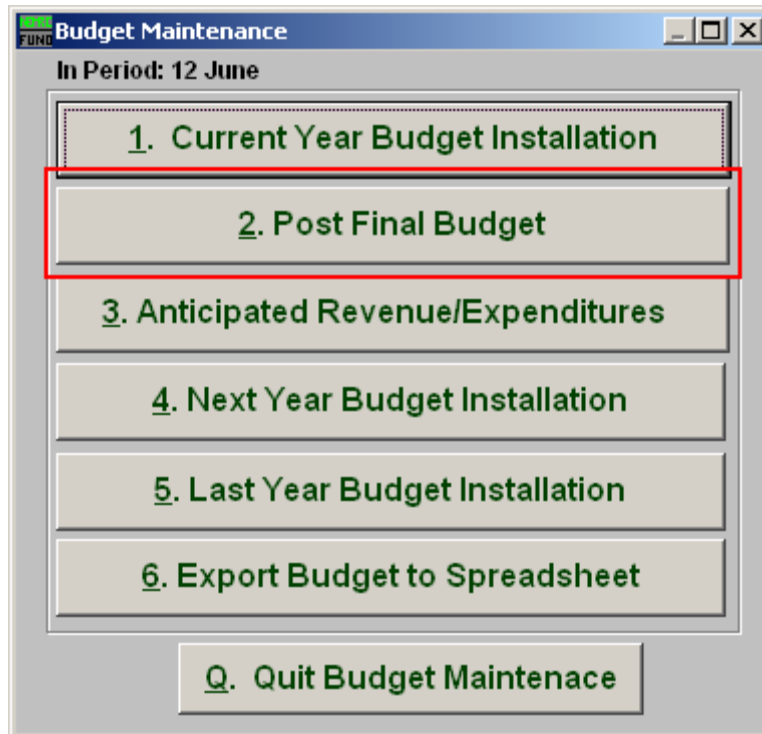 NEMRC
FUND
Budget Maintenance
In Period: 12 June
1. Current Year Budget Installation
2. Post Final Budget
3. Anticipated Revenue/Expenditures
4. Next Year Budget Installation
5. Last Year Budget Installation
6. Export Budget to Spreadsheet
Q. Quit Budget Maintenace